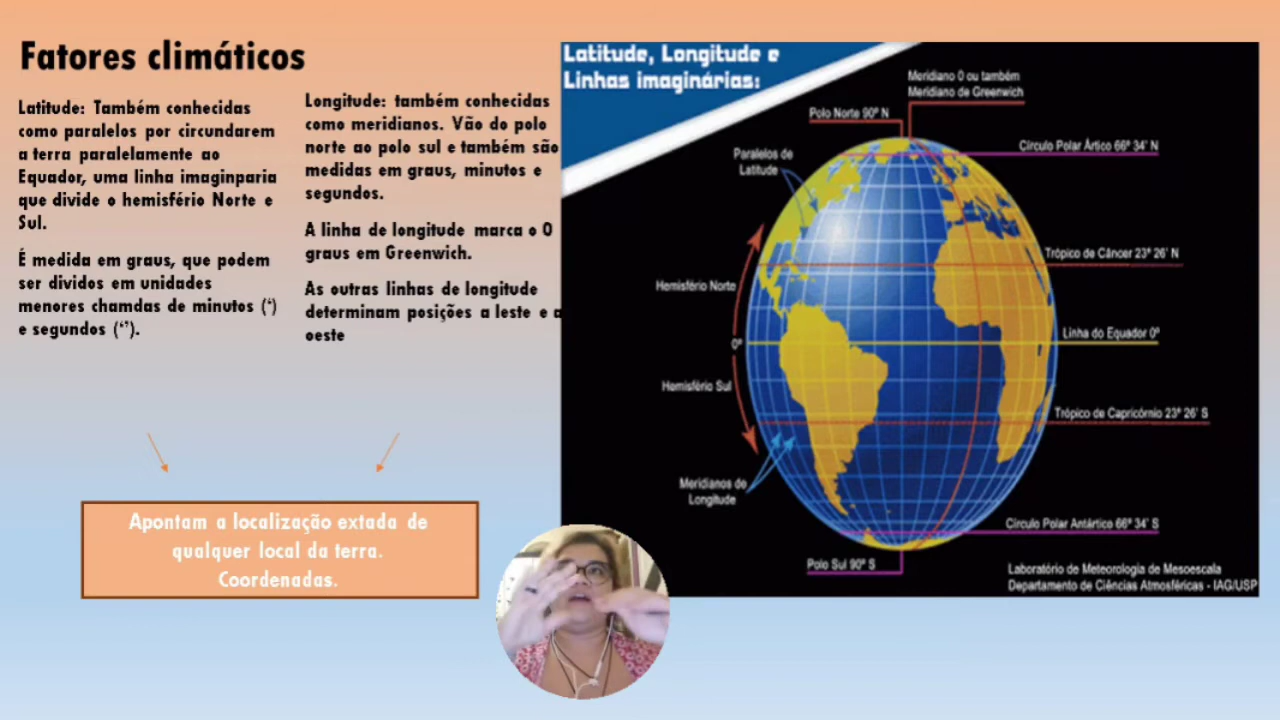 Fatores climáticos
Latitude: Também conhecidas
como paralelos por circundarem
a terra paralelamente ao
Equador, uma linha imaginparia
que divide o hemisfério Norte e
Sul.
É medida em graus, que podem
ser dividos em unidades
menores chamdas de minutos (‘)
e segundos (‘’).
Longitude: também conhecidas
como meridianos. Vão do polo
norte ao polo sul e também são
medidas em graus, minutos e
segundos.
A linha de longitude marca o 0
graus em Greenwich.
As outras linhas de longitude
determinam posições a leste e a
oeste
Apontam a localização extada de
qualquer local da terra.
Coordenadas.
Latitude, Longitude e
Linhas imaginárias:
Meridiano 0 ou também
Meridiano de Greenwich
Polo Norte 90º N
Círculo Polar Ártico 66º 34' N
Paralelos de
Latitude
Trópico de Câncer 23º 26' N
Hemisfério Norte
Linha do Equador 0º
0º
Hemisfério Sul
Trópico de Capricórnio 23º 26' S
Meridianos de
Longitude
Círculo Polar Antártico 66º 34' S
Polo Sul 90º S
Laboratório de Meteorologia de Mesoescala
Departamento de Ciências Atmosféricas - IAG/USP